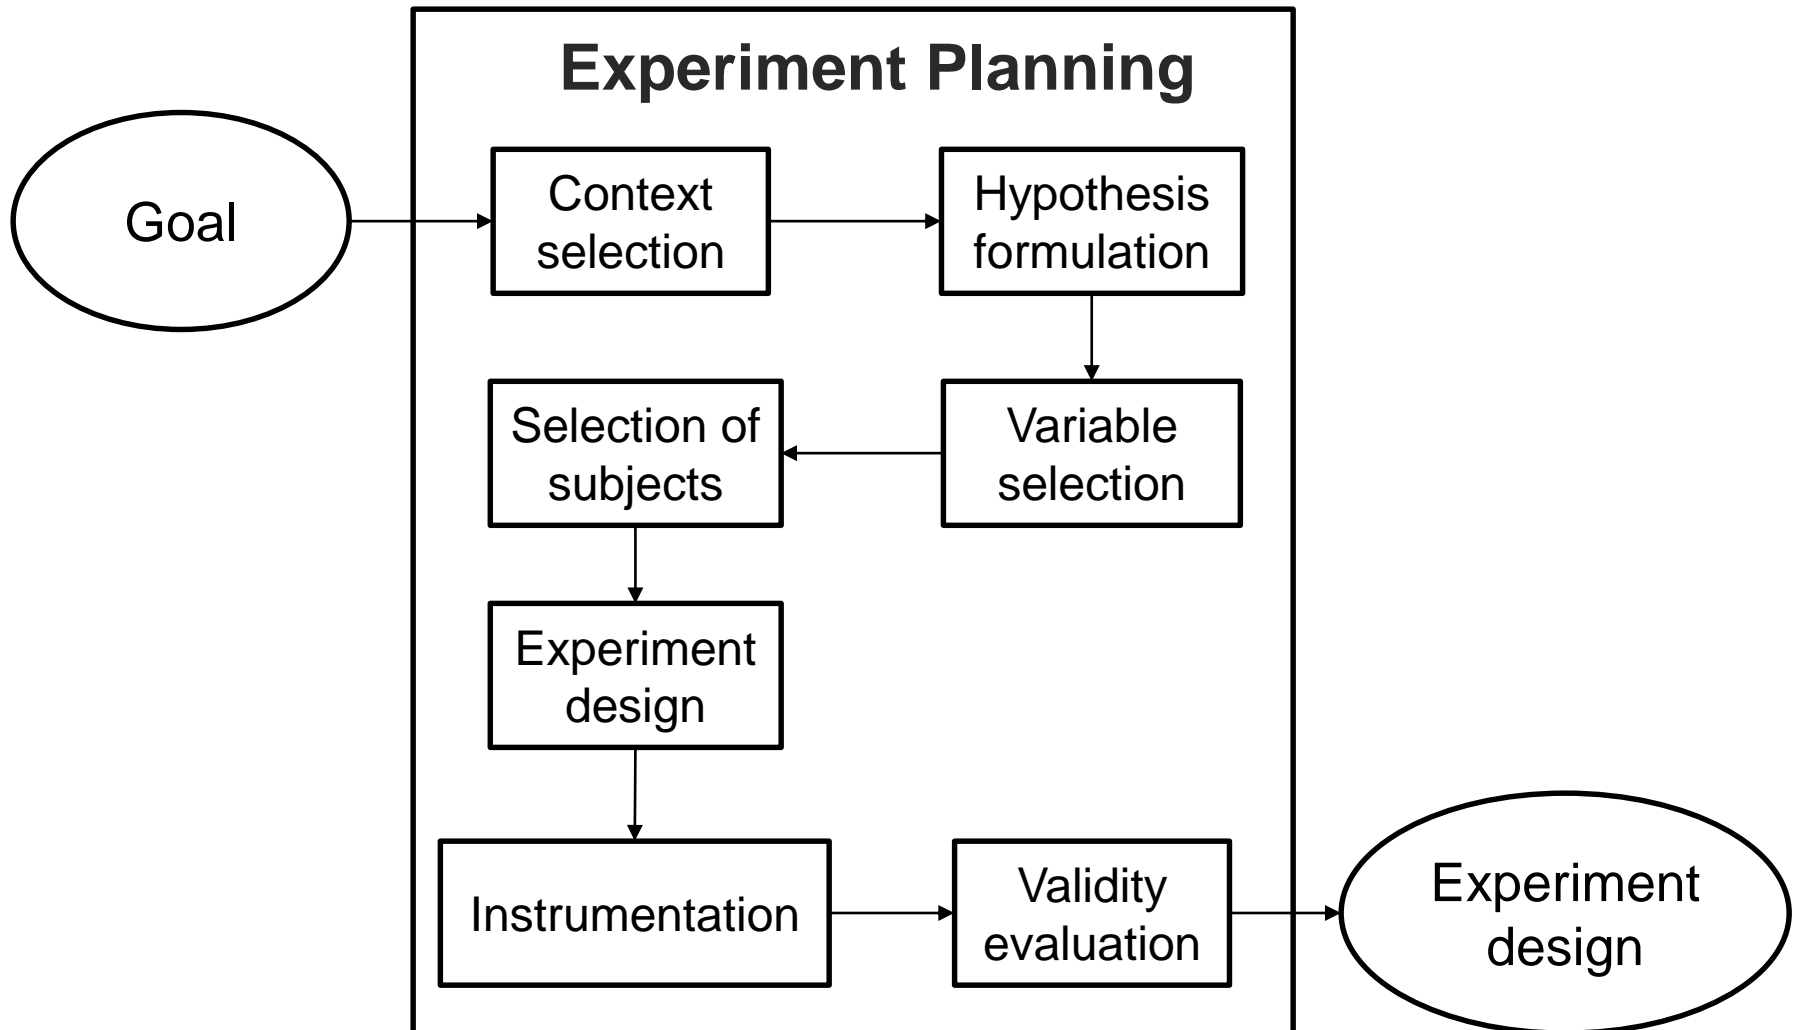 Experiment Planning
Goal
Context
selection
Hypothesis
formulation
Variable
selection
Selection of
subjects
Experiment
design
Instrumentation
Validity
evaluation
Experiment
design